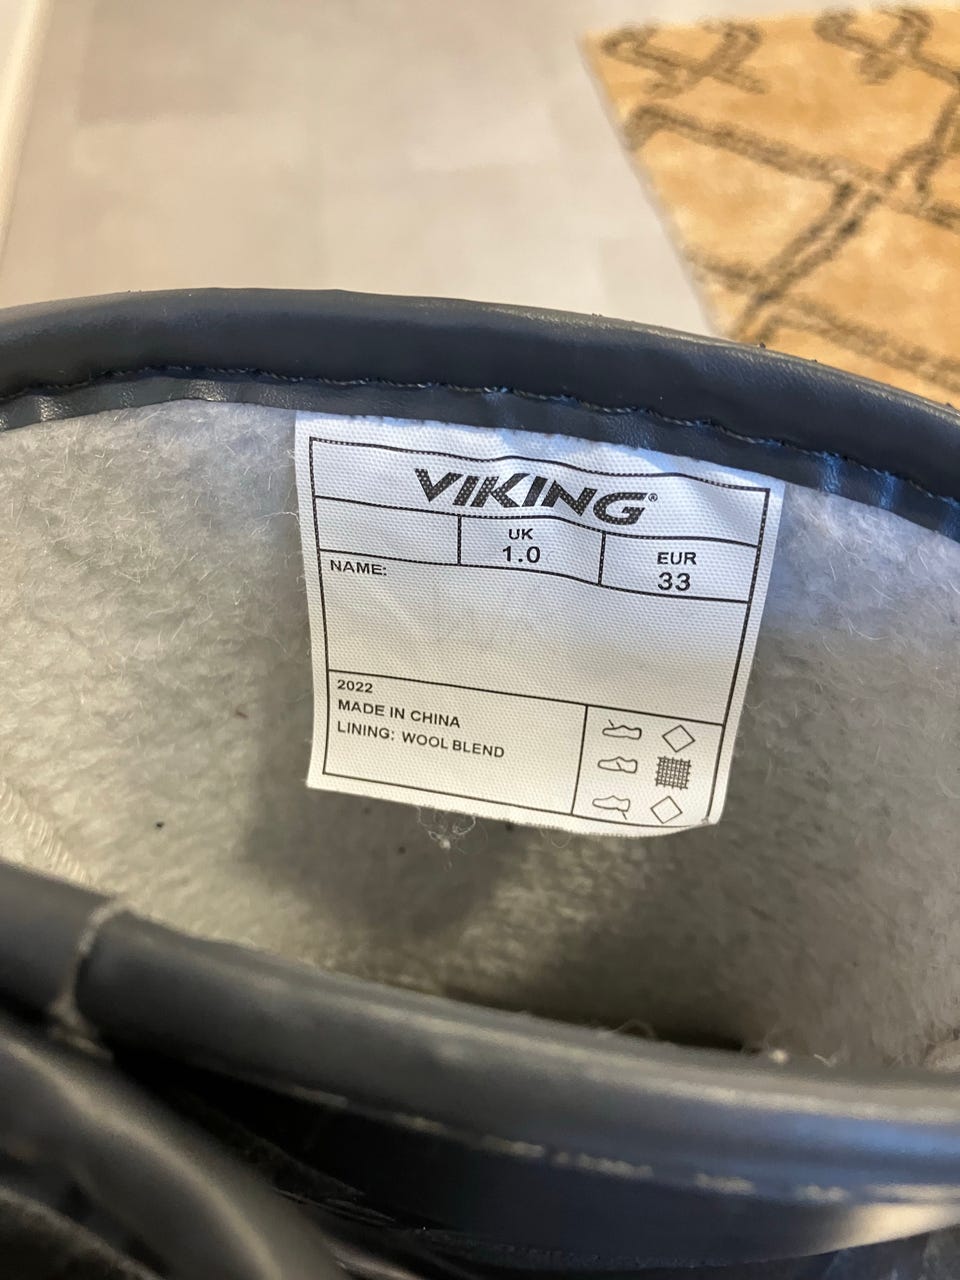 VIKING®
UK
1.0
EUR
33
NAME:
2022
MADE IN CHINA
LINING: WOOL BLEND